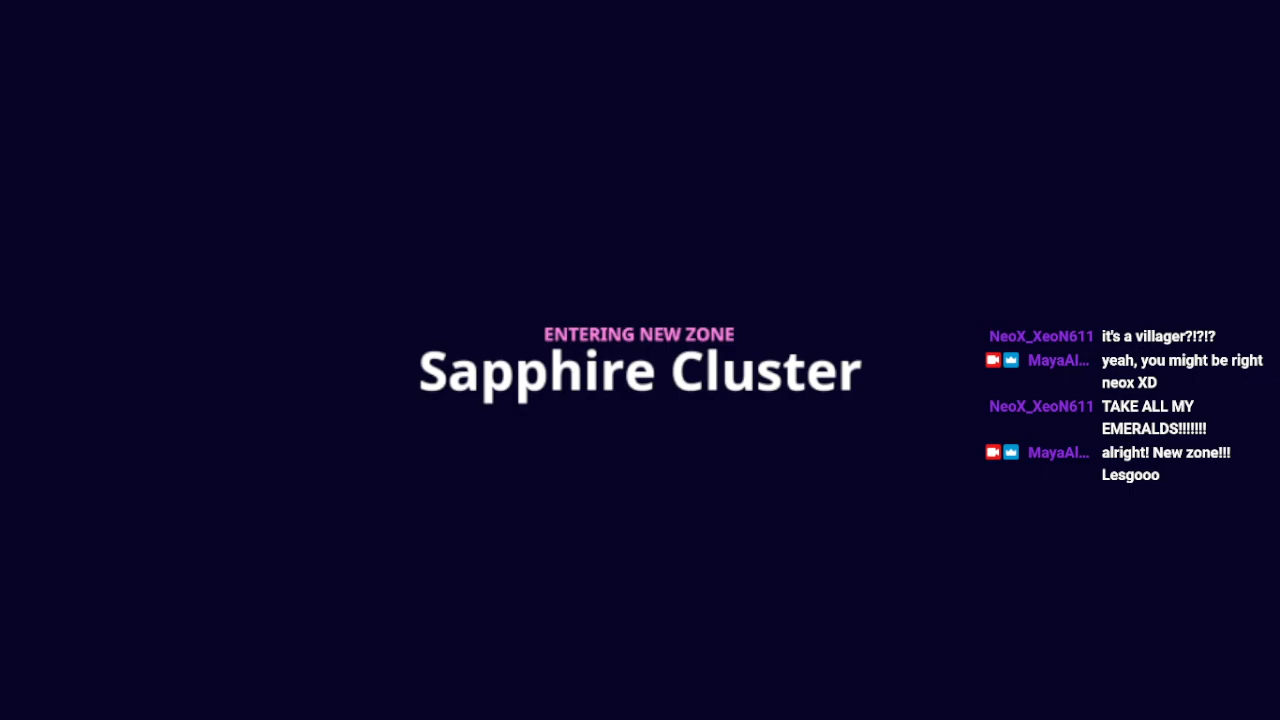 ENTERING NEW ZONE
Sapphire Cluster
NeoX_XeoN611 it's a villager?!?!?
MayaAl... yeah, you might be right
neox XD
NeoX_XeoN611 TAKE ALL MY
EMERALDS!!!!!!!
MayaAl... alright! New zone!!!
Lesgooo